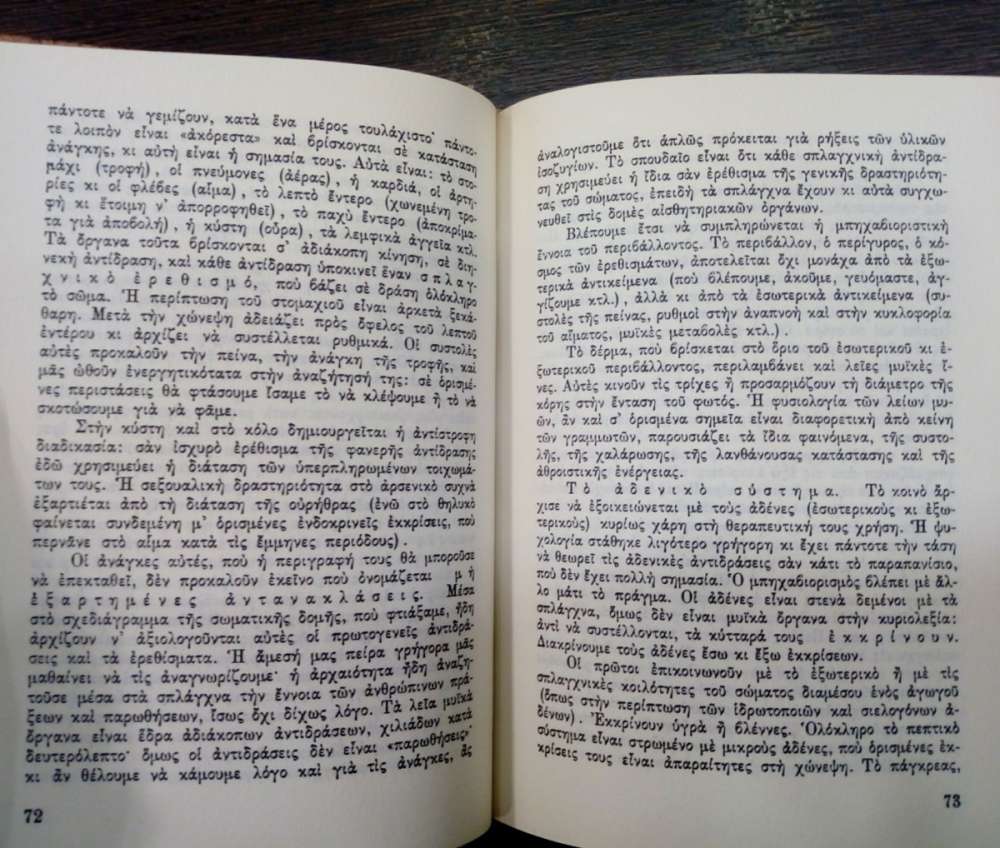 πάντοτε νὰ γεμίζουν, κατὰ ἕνα μέρος τουλάχιστο· πάντο-
τε λοιπὸν εἶναι «ἀκόρεστα» καὶ βρίσκονται σὲ κατάσταση
ἀνάγκης, κι αὐτὴ εἶναι ἡ σημασία τους. Αὐτὰ εἶναι: τὸ στο-
μάχι (τροφή), οἱ πνεύμονες (ἀέρας), ἡ καρδιά, οἱ ἀρτη-
ρίες κι οἱ φλέβες (αἷμα), τὸ λεπτὸ ἔντερο (χωνεμένη τρο-
φὴ κι ἕτοιμη ν' ἀπορροφηθεῖ), τὸ παχὺ ἔντερο (ἀποκρίμα-
τα γιὰ ἀποβολή), ἡ κύστη (οὖρα), τὰ λεμφικὰ ἀγγεῖα κτλ.
Τὰ ὄργανα τοῦτα βρίσκονται σ' ἀδιάκοπη κίνηση, σὲ διη-
νεκὴ ἀντίδραση, καὶ κάθε ἀντίδραση ὑποκινεῖ ἕναν σ π λ α γ-
χ ν ι κ ὸ ἐ ρ ε θ ι σ μ ό, ποὺ βάζει σὲ δράση ὁλόκληρο
τὸ σῶμα. Ἡ περίπτωση τοῦ στομαχιοῦ εἶναι ἀρκετὰ ξεκά-
θαρη. Μετὰ τὴν χώνεψη ἀδειάζει πρὸς ὄφελος τοῦ λεπτοῦ
ἐντέρου κι ἀρχίζει νὰ συστέλλεται ρυθμικά. Οἱ συστολὲς
αὐτὲς προκαλοῦν τὴν πείνα, τὴν ἀνάγκη τῆς τροφῆς, καὶ
μᾶς ὠθοῦν ἐνεργητικότατα στὴν ἀναζήτησή της: σὲ ὁρισμέ-
νες περιστάσεις θὰ φτάσουμε ἴσαμε τὸ νὰ κλέψουμε ἢ τὸ νὰ
σκοτώσουμε γιὰ νὰ φᾶμε.
Στὴν κύστη καὶ στὸ κόλο δημιουργεῖται ἡ ἀντίστροφη
διαδικασία: σὰν ἰσχυρὸ ἐρέθισμα τῆς φανερῆς ἀντίδρασης
ἐδῶ χρησιμεύει ἡ διάταση τῶν ὑπερπληρωμένων τοιχωμά-
των τους. Ἡ σεξουαλικὴ δραστηριότητα στὸ ἀρσενικὸ συχνὰ
ἐξαρτιέται ἀπὸ τὴ διάταση τῆς οὐρήθρας (ἐνῶ στὸ θηλυκὸ
φαίνεται συνδεμένη μ' ὁρισμένες ἐνδοκρινεῖς ἐκκρίσεις, ποὺ
περνᾶνε στὸ αἷμα κατὰ τὶς ἔμμηνες περιόδους).
Οἱ ἀνάγκες αὐτές, ποὺ ἡ περιγραφή τους θὰ μποροῦσε
νὰ ἐπεκταθεῖ, δὲν προκαλοῦν ἐκεῖνο ποὺ ὀνομάζεται μ ὴ
ἐ ξ α ρ τ η μ έ ν ε ς ἀ ν τ α ν α κ λ ά σ ε ι ς. Μέσα
στὸ σχεδιάγραμμα τῆς σωματικῆς δομῆς, ποὺ φτιάξαμε, ἤδη
ἀρχίζουν ν' ἀξιολογοῦνται αὐτὲς οἱ πρωτογενεῖς ἀντιδρά-
σεις καὶ τὰ ἐρεθίσματα. Ἡ ἄμεσή μας πείρα γρήγορα μᾶς
μαθαίνει νὰ τὶς ἀναγνωρίζουμε· ἡ ἀρχαιότητα ἤδη ἀναζη-
τοῦσε μέσα στὰ σπλάγχνα τὴν ἔννοια τῶν ἀνθρώπινων πρά-
ξεων καὶ παρωθήσεων, ἴσως ὄχι δίχως λόγο. Τὰ λεῖα μυϊκὰ
ὄργανα εἶναι ἕδρα ἀδιάκοπων ἀντιδράσεων, χιλιάδων κατὰ
δευτερόλεπτο· ὅμως οἱ ἀντιδράσεις δὲν εἶναι «παρωθήσεις·
κι ἂν θέλουμε νὰ κάμουμε λόγο καὶ γιὰ τὶς ἀνάγκες, ἂς
72
ἀναλογιστοῦμε ὅτι ἁπλῶς πρόκειται γιὰ ρήξεις τῶν ὑλικῶν
ἰσοζυγίων. Τὸ σπουδαῖο εἶναι ὅτι κάθε σπλαγχνικὴ ἀντίδρα-
ση χρησιμεύει ἡ ἴδια σὰν ἐρέθισμα τῆς γενικῆς δραστηριότη-
τας τοῦ σώματος, ἐπειδὴ τὰ σπλάγχνα ἔχουν κι αὐτὰ συγχω-
νευθεῖ στὶς δομὲς αἰσθητηριακῶν ὀργάνων.
Βλέπουμε ἔτσι νὰ συμπληρώνεται ἡ μπηχαβιοριστικὴ
ἔννοια τοῦ περιβάλλοντος. Τὸ περιβάλλον, ὁ περίγυρος, ὁ κό-
σμος τῶν ἐρεθισμάτων, ἀποτελεῖται ὄχι μονάχα ἀπὸ τὰ ἐξω-
τερικὰ ἀντικείμενα (ποὺ βλέπουμε, ἀκοῦμε, γευόμαστε, ἀγ-
γίζουμε κτλ.), ἀλλὰ κι ἀπὸ τὰ ἐσωτερικὰ ἀντικείμενα (συ-
στολὲς τῆς πείνας, ρυθμοὶ στὴν ἀναπνοὴ καὶ στὴν κυκλοφορία
τοῦ αἵματος, μυϊκὲς μεταβολὲς κτλ.).
Τὸ δέρμα, ποὺ βρίσκεται στὸ ὅριο τοῦ ἐσωτερικοῦ κι
ἐξωτερικοῦ περιβάλλοντος, περιλαμβάνει καὶ λεῖες μυϊκὲς ἶ-
νες. Αὐτὲς κινοῦν τὶς τρίχες ἢ προσαρμόζουν τὴ διάμετρο τῆς
κόρης στὴν ἔνταση τοῦ φωτός. Ἡ φυσιολογία τῶν λείων μυ-
ῶν, ἂν καὶ σ' ὁρισμένα σημεῖα εἶναι διαφορετικὴ ἀπὸ κείνη
τῶν γραμμωτῶν, παρουσιάζει τὰ ἴδια φαινόμενα, τῆς συστο-
λῆς, τῆς χαλάρωσης, τῆς λανθάνουσας κατάστασης καὶ τῆς
ἀθροιστικῆς ἐνέργειας.
Τ ὸ ἀ δ ε ν ι κ ὸ σ ύ σ τ η μ α. Τὸ κοινὸ ἄρ-
χισε νὰ ἐξοικειώνεται μὲ τοὺς ἀδένες (ἐσωτερικοὺς κι ἐξω-
τερικοὺς) κυρίως χάρη στὴ θεραπευτική τους χρήση. Ἡ ψυ-
χολογία στάθηκε λιγότερο γρήγορη κι ἔχει πάντοτε τὴν τάση
νὰ θεωρεῖ τὶς ἀδενικὲς ἀντιδράσεις σὰν κάτι τὸ παραπανίσιο,
ποὺ δὲν ἔχει πολλὴ σημασία. Ὁ μπηχαβιορισμὸς βλέπει μὲ ἄλ-
λο μάτι τὸ πράγμα. Οἱ ἀδένες εἶναι στενὰ δεμένοι μὲ τὰ
σπλάγχνα, ὅμως δὲν εἶναι μυϊκὰ ὄργανα στὴν κυριολεξία:
ἀντὶ νὰ συστέλλονται, τὰ κύτταρά τους ἐ κ κ ρ ί ν ο υ ν.
Διακρίνουμε τοὺς ἀδένες ἔσω κι ἔξω ἐκκρίσεων.
Οἱ πρῶτοι ἐπικοινωνοῦν μὲ τὸ ἐξωτερικὸ ἢ μὲ τὶς
σπλαγχνικὲς κοιλότητες τοῦ σώματος διαμέσου ἑνὸς ἀγωγοῦ
(ὅπως στὴν περίπτωση τῶν ἱδρωτοποιῶν καὶ σιελογόνων ἀ-
δένων). Ἐκκρίνουν ὑγρὰ ἢ βλέννες. Ὁλόκληρο τὸ πεπτικὸ
σύστημα εἶναι στρωμένο μὲ μικροὺς ἀδένες, ποὺ ὁρισμένες ἐκ-
κρίσεις τους εἶναι ἀπαραίτητες στὴ χώνεψη. Τὸ πάγκρεας,
73